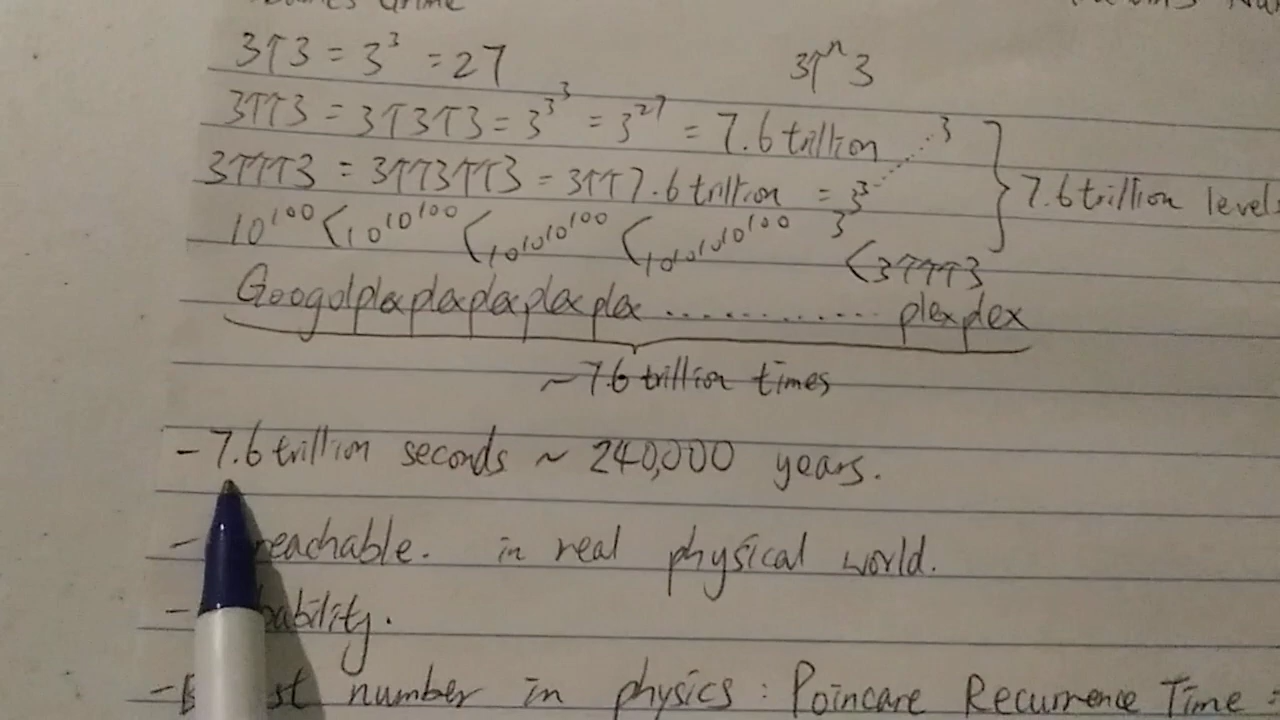 3↑3 = 3³ = 27 3↑ⁿ3
3↑↑3 = 3↑3↑3 = 3^3^3 = 3^27 = 7.6 trillion
3↑↑↑3 = 3↑↑3↑↑3 = 3↑↑7.6 trillion = 3^3^3^.......^3 } 7.6 trillion level
10^100 < 10^10^100 < 10^10^10^100 < 10^10^10^10^100 < 3↑↑↑3
Googolplexplexplexplexplex ............. plexplex
~7.6 trillion times
- 7.6 trillion seconds ~ 240,000 years.
- reachable. in real physical world.
- bability.
- st number in physics : Poincare Recurrence Time =